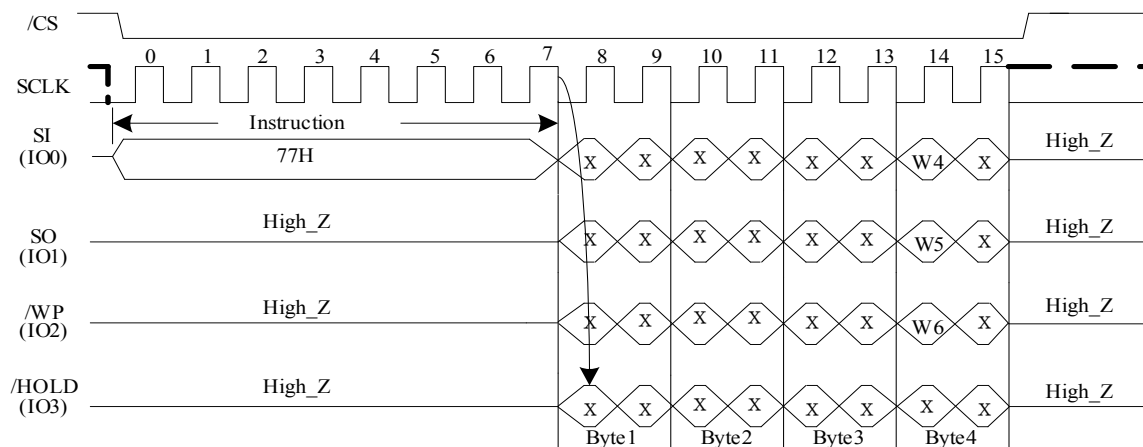 /CS
0 1 2 3 4 5 6 7 8 9 10 11 12 13 14 15
SCLK
Instruction
SI
(IO0)
77H
X X X X X X W4 X
High_Z
SO
(IO1)
High_Z
X X X X X X W5 X
High_Z
/WP
(IO2)
High_Z
X X X X X X W6 X
High_Z
/HOLD
(IO3)
High_Z
X X X X X X X X
High_Z
Byte1 Byte2 Byte3 Byte4